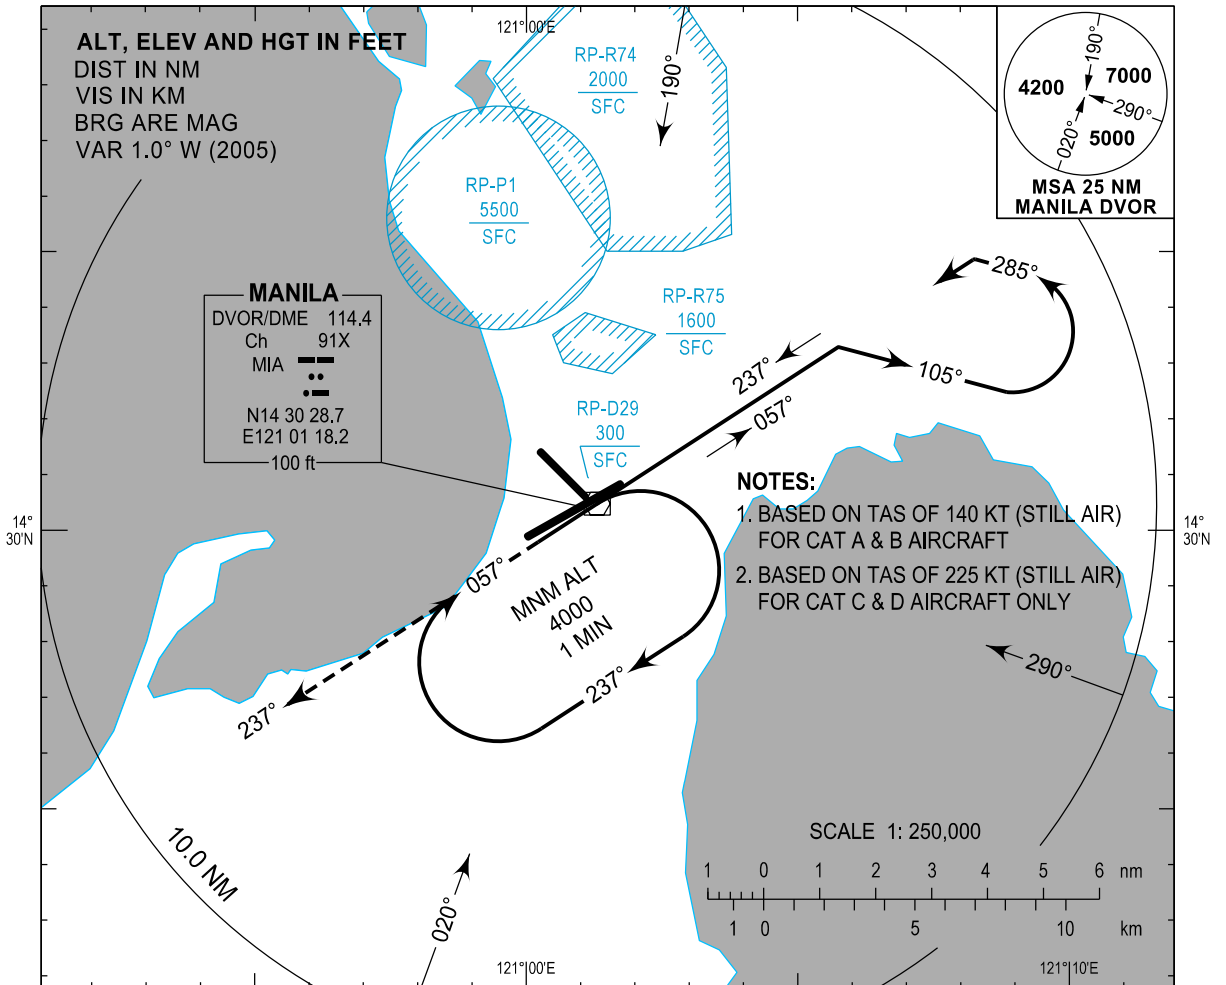 121° 00'E
ALT, ELEV AND HGT IN FEET
DIST IN NM
VIS IN KM
BRG ARE MAG
VAR 1.0° W (2005)
RP-R74
2000
SFC
190°
190°
4200
7000
290°
020°
5000
MSA 25 NM
MANILA DVOR
RP-P1
5500
SFC
MANILA
DVOR/DME 114.4
Ch 91X
MIA
N14 30 28.7
E121 01 18.2
100 ft
RP-R75
1600
SFC
285°
237°
105°
057°
RP-D29
300
SFC
NOTES:
1. BASED ON TAS OF 140 KT (STILL AIR)
FOR CAT A & B AIRCRAFT
2. BASED ON TAS OF 225 KT (STILL AIR)
FOR CAT C & D AIRCRAFT ONLY
14°
30'N
14°
30'N
057°
MNM ALT
4000
1 MIN
237°
237°
290°
10.0 NM
020°
SCALE 1: 250,000
1 0 1 2 3 4 5 6 nm
1 0 5 10 km
121° 00'E
121° 10'E